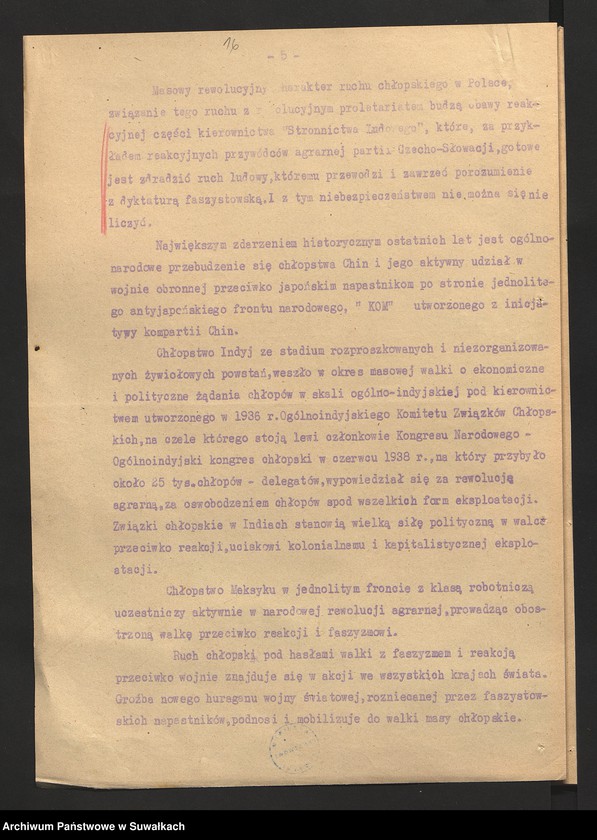 16
- 5 -
Masowy rewolucyjny charakter ruchu chłopskiego w Polsce,
związanie tego ruchu z rewolucyjnym proletariatem budzą obawy reak-
cyjnej części kierownictwa "Stronnictwa Ludowego", które, za przyk-
ładem reakcyjnych przywódców agrarnej partii Czecho-Słowacji,gotowe
jest zdradzić ruch ludowy,któremu przewodzi i zawrzeć porozumienie
z dyktaturą faszystowską.I z tym niebezpieczeństwem nie można się nie
liczyć.
Największym zdarzeniem historycznym ostatnich lat jest ogólno-
narodowe przebudzenie się chłopstwa Chin i jego aktywny udział w
wojnie obronnej przeciwko japońskim napastnikom po stronie jednolite-
go antyjapońskiego frontu narodowego, " KOM" utworzonego z inicja-
tywy kompartii Chin.
Chłopstwo Indyj ze stadium rozproszkowanych i niezorganizowa-
nych żywiołowych powstań,weszło w okres masowej walki o ekonomiczne
i polityczne żądania chłopów w skali ogólno-indyjskiej pod kierownic-
twem utworzonego w 1936 r.Ogólnoindyjakiego Komitetu Związków Chłops-
kich,na czele którego stoją lewi członkowie Kongresu Narodowego -
Ogólnoindyjski kongres chłopski w czerwcu 1938 r.,na który przybyło
około 25 tys.chłopów - delegatów,wypowiedział się za rewolucję
agrarną,za oswobodzeniem chłopów spod wszelkich form eksploatacji.
Związki chłopskie w Indiach stanowią wielką siłę polityczną w walce
przeciwko reakcji,uciskowi kolonialnemu i kapitalistycznej eksplo-
atacji.
Chłopstwo Meksyku w jednolitym froncie z klasą robotniczą
uczestniczy aktywnie w narodowej rewolucji agrarnej,prowadząc obos-
trzoną walkę przeciwko reakcji i faszyzmowi.
Ruch chłopski pod hasłami walki z faszyzmem i reakcją
przeciwko wojnie znajduje się w akcji we wszystkich krajach świata.
Groźba nowego huraganu wojny światowej,rozniecanej przez faszystow-
skich napastników,podnosi i mobilizuje do walki masy chłopskie.
Archiwum Państwowe w Suwałkach